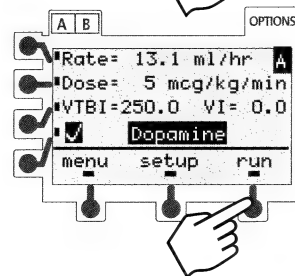 A B
OPTIONS
Rate= 13.1 ml/hr A
Dose= 5 mcg/kg/min
VTBI=250.0 VI= 0.0
Dopamine
menu setup run